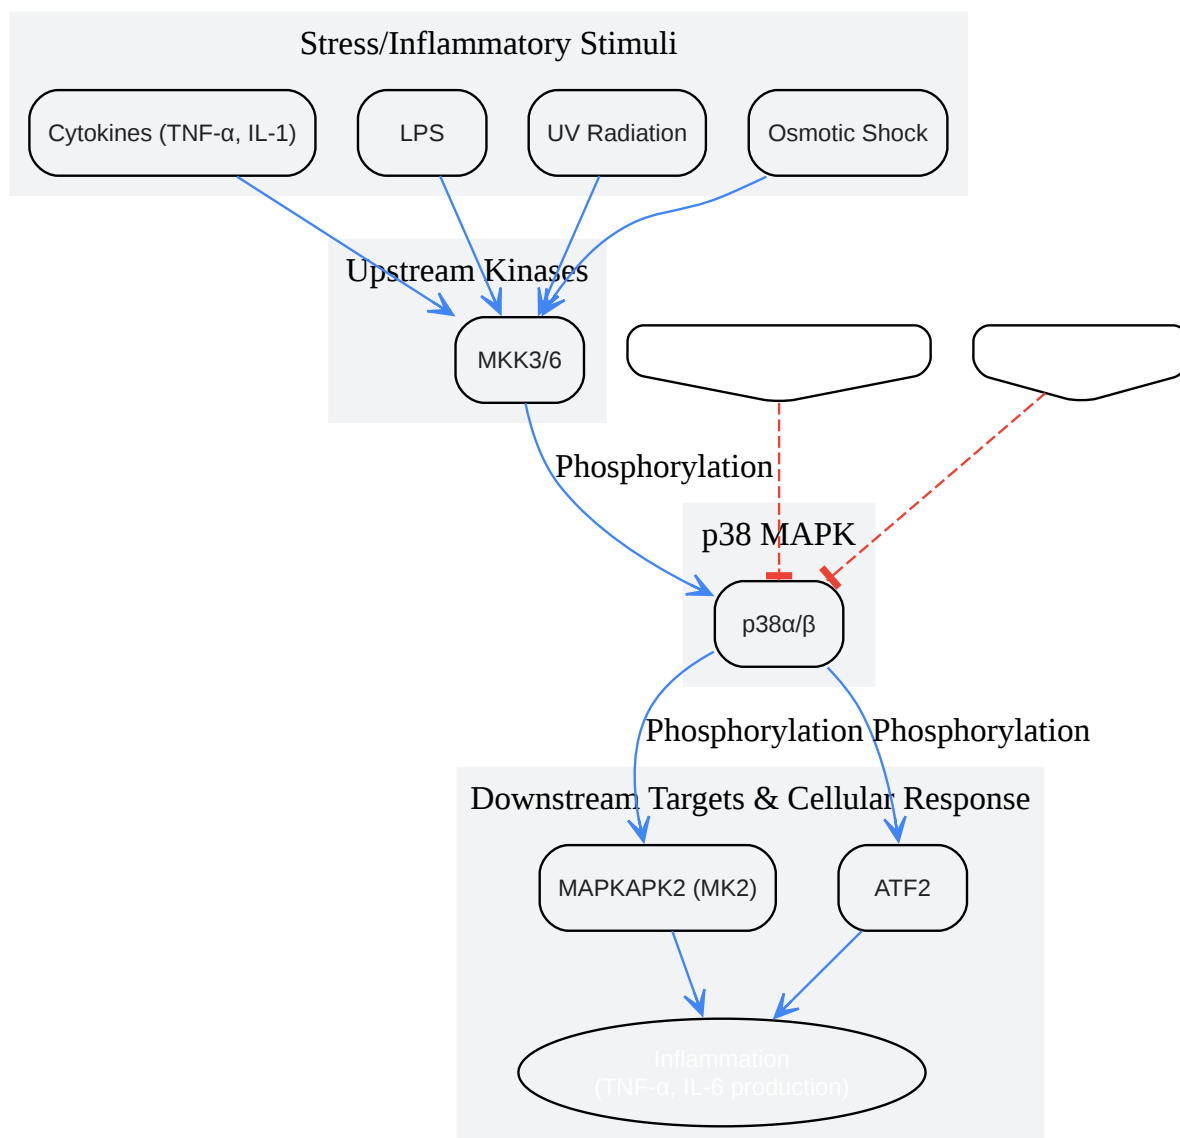 Stress/Inflammatory Stimuli
Cytokines (TNF-α, IL-1)
LPS
UV Radiation
Osmotic Shock
Upstream Kinases
MKK3/6
Phosphorylation
p38 MAPK
p38α/β
Phosphorylation
Phosphorylation
Downstream Targets & Cellular Response
MAPKAPK2 (MK2)
ATF2
Inflammation
(TNF-α, IL-6 production)